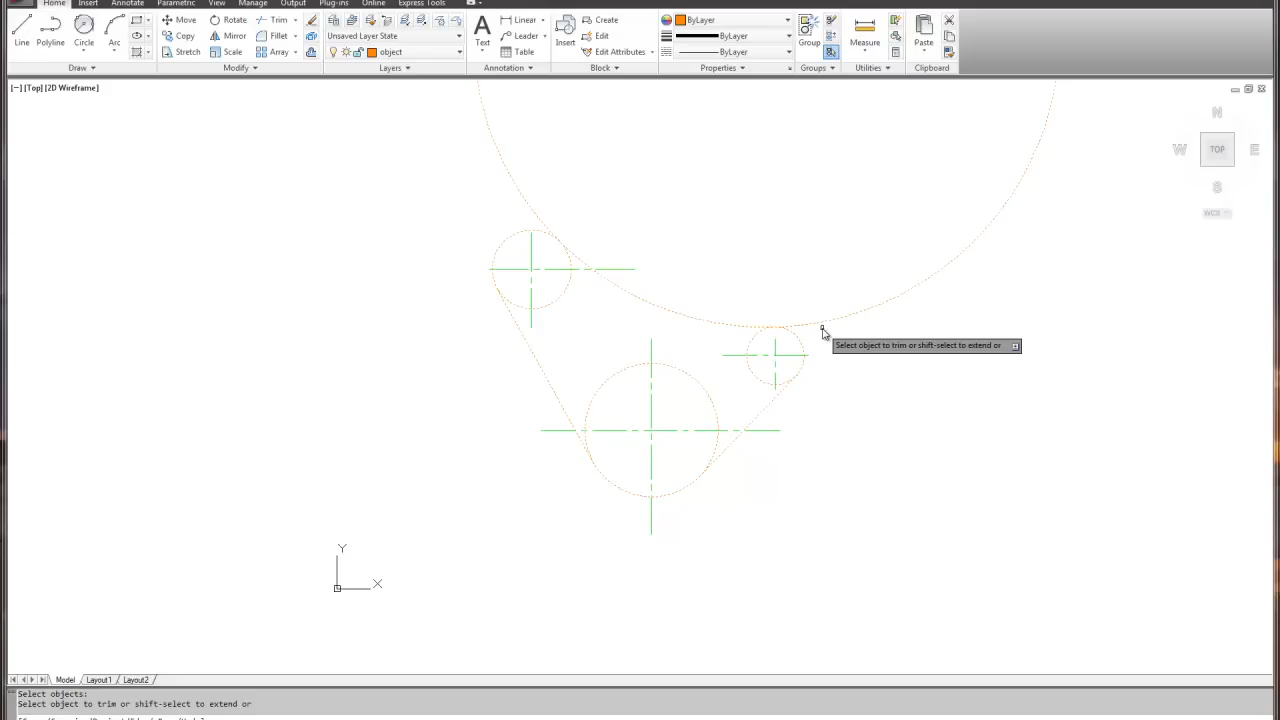 Home Insert Annotate Parametric View Manage Output Plug-ins Online Express Tools
Line Polyline Circle Arc
Move Rotate Trim
Copy Mirror Fillet
Stretch Scale Array
Unsaved Layer State
object
Text
Linear
Leader
Table
Insert
Create
Edit
Edit Attributes
ByLayer
ByLayer
ByLayer
Group
Measure
Paste
Draw Modify Layers Annotation Block Properties Groups Utilities Clipboard
[−] [Top] [2D Wireframe]
N
W TOP E
S
WCS
Select object to trim or shift-select to extend or
Y
X
Model Layout1 Layout2
Select objects:
Select object to trim or shift-select to extend or